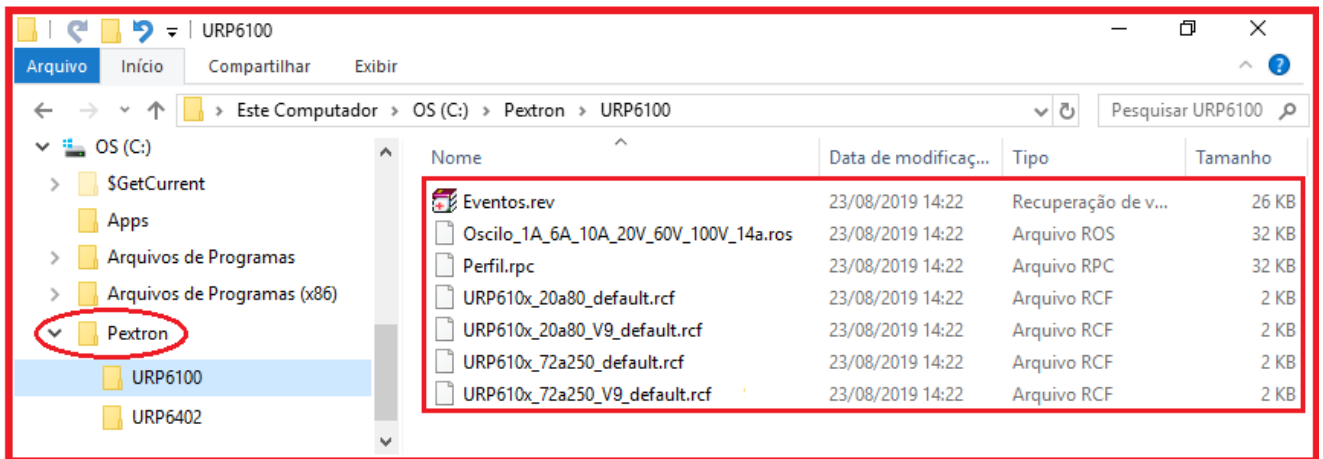 URP6100
Arquivo Início Compartilhar Exibir
Este Computador OS (C:) Pextron URP6100 Pesquisar URP6100
OS (C:)
$GetCurrent
Apps
Arquivos de Programas
Arquivos de Programas (x86)
Pextron
URP6100
URP6402
Nome Data de modificaç... Tipo Tamanho
Eventos.rev 23/08/2019 14:22 Recuperação de v... 26 KB
Oscilo_1A_6A_10A_20V_60V_100V_14a.ros 23/08/2019 14:22 Arquivo ROS 32 KB
Perfil.rpc 23/08/2019 14:22 Arquivo RPC 32 KB
URP610x_20a80_default.rcf 23/08/2019 14:22 Arquivo RCF 2 KB
URP610x_20a80_V9_default.rcf 23/08/2019 14:22 Arquivo RCF 2 KB
URP610x_72a250_default.rcf 23/08/2019 14:22 Arquivo RCF 2 KB
URP610x_72a250_V9_default.rcf 23/08/2019 14:22 Arquivo RCF 2 KB